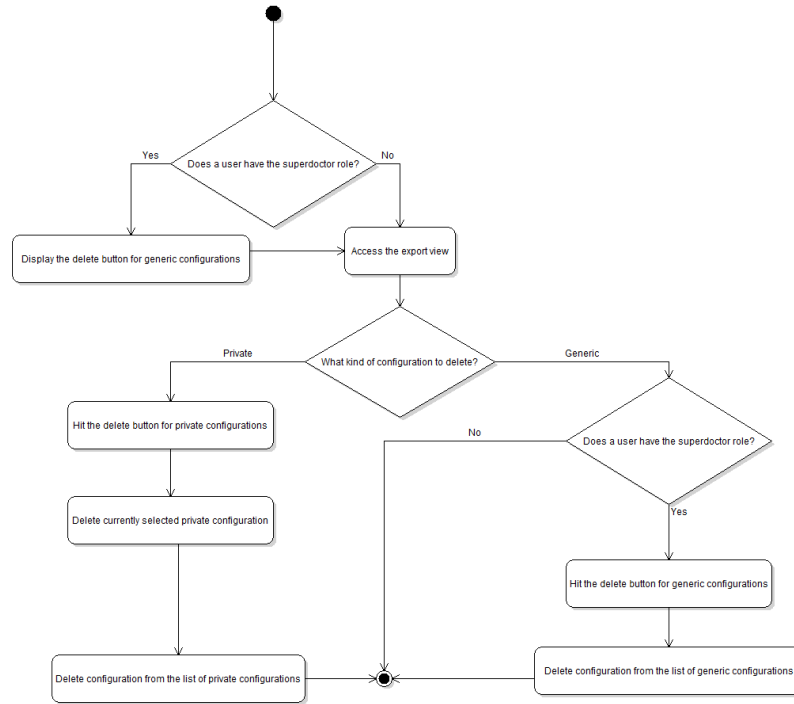 Does a user have the superdoctor role?
Yes
No
Display the delete button for generic configurations
Access the export view
What kind of configuration to delete?
Private
Generic
Hit the delete button for private configurations
Does a user have the superdoctor role?
No
Yes
Delete currently selected private configuration
Hit the delete button for generic configurations
Delete configuration from the list of private configurations
Delete configuration from the list of generic configurations